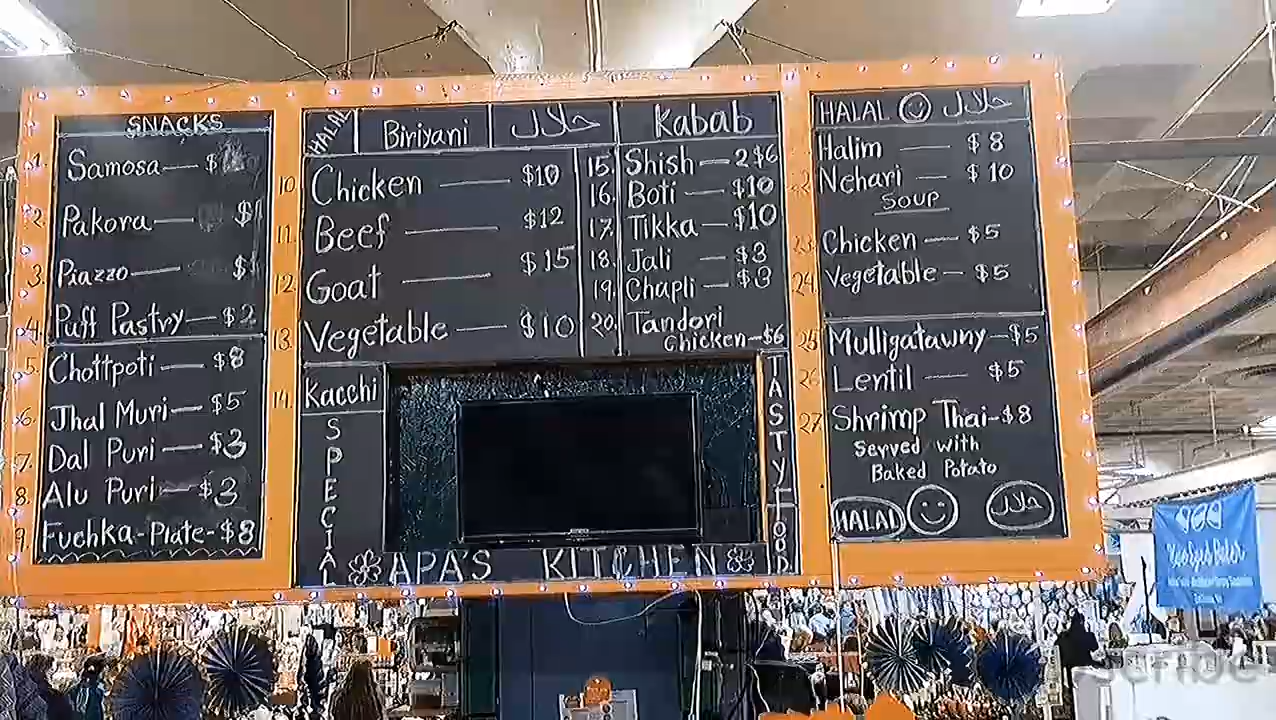 SNACKS
1. Samosa — $
2. Pakora — $1
3. Piazzo — $1
4. Puff Pastry — $2
5. Chottpoti — $8
6. Jhal Muri — $5
7. Dal Puri — $3
8. Alu Puri — $3
9. Fuchka-Plate-$8
HALAL Biriyani حلال
10. Chicken — $10
11. Beef — $12
12. Goat — $15
13. Vegetable — $10
14. Kacchi
SPECIAL
Kabab
15. Shish — 2 $6
16. Boti — $10
17. Tikka — $10
18. Jali — $3
19. Chapli — $3
20. Tandori
Chicken-$6
TASTY FOOD
APA'S KITCHEN
HALAL حلال
Halim — $8
Nehari — $10
SOUP
23. Chicken — $5
24. Vegetable — $5
25. Mulligatawny — $5
26. Lentil — $5
27. Shrimp Thai-$8
Served with
Baked Potato
HALAL حلال